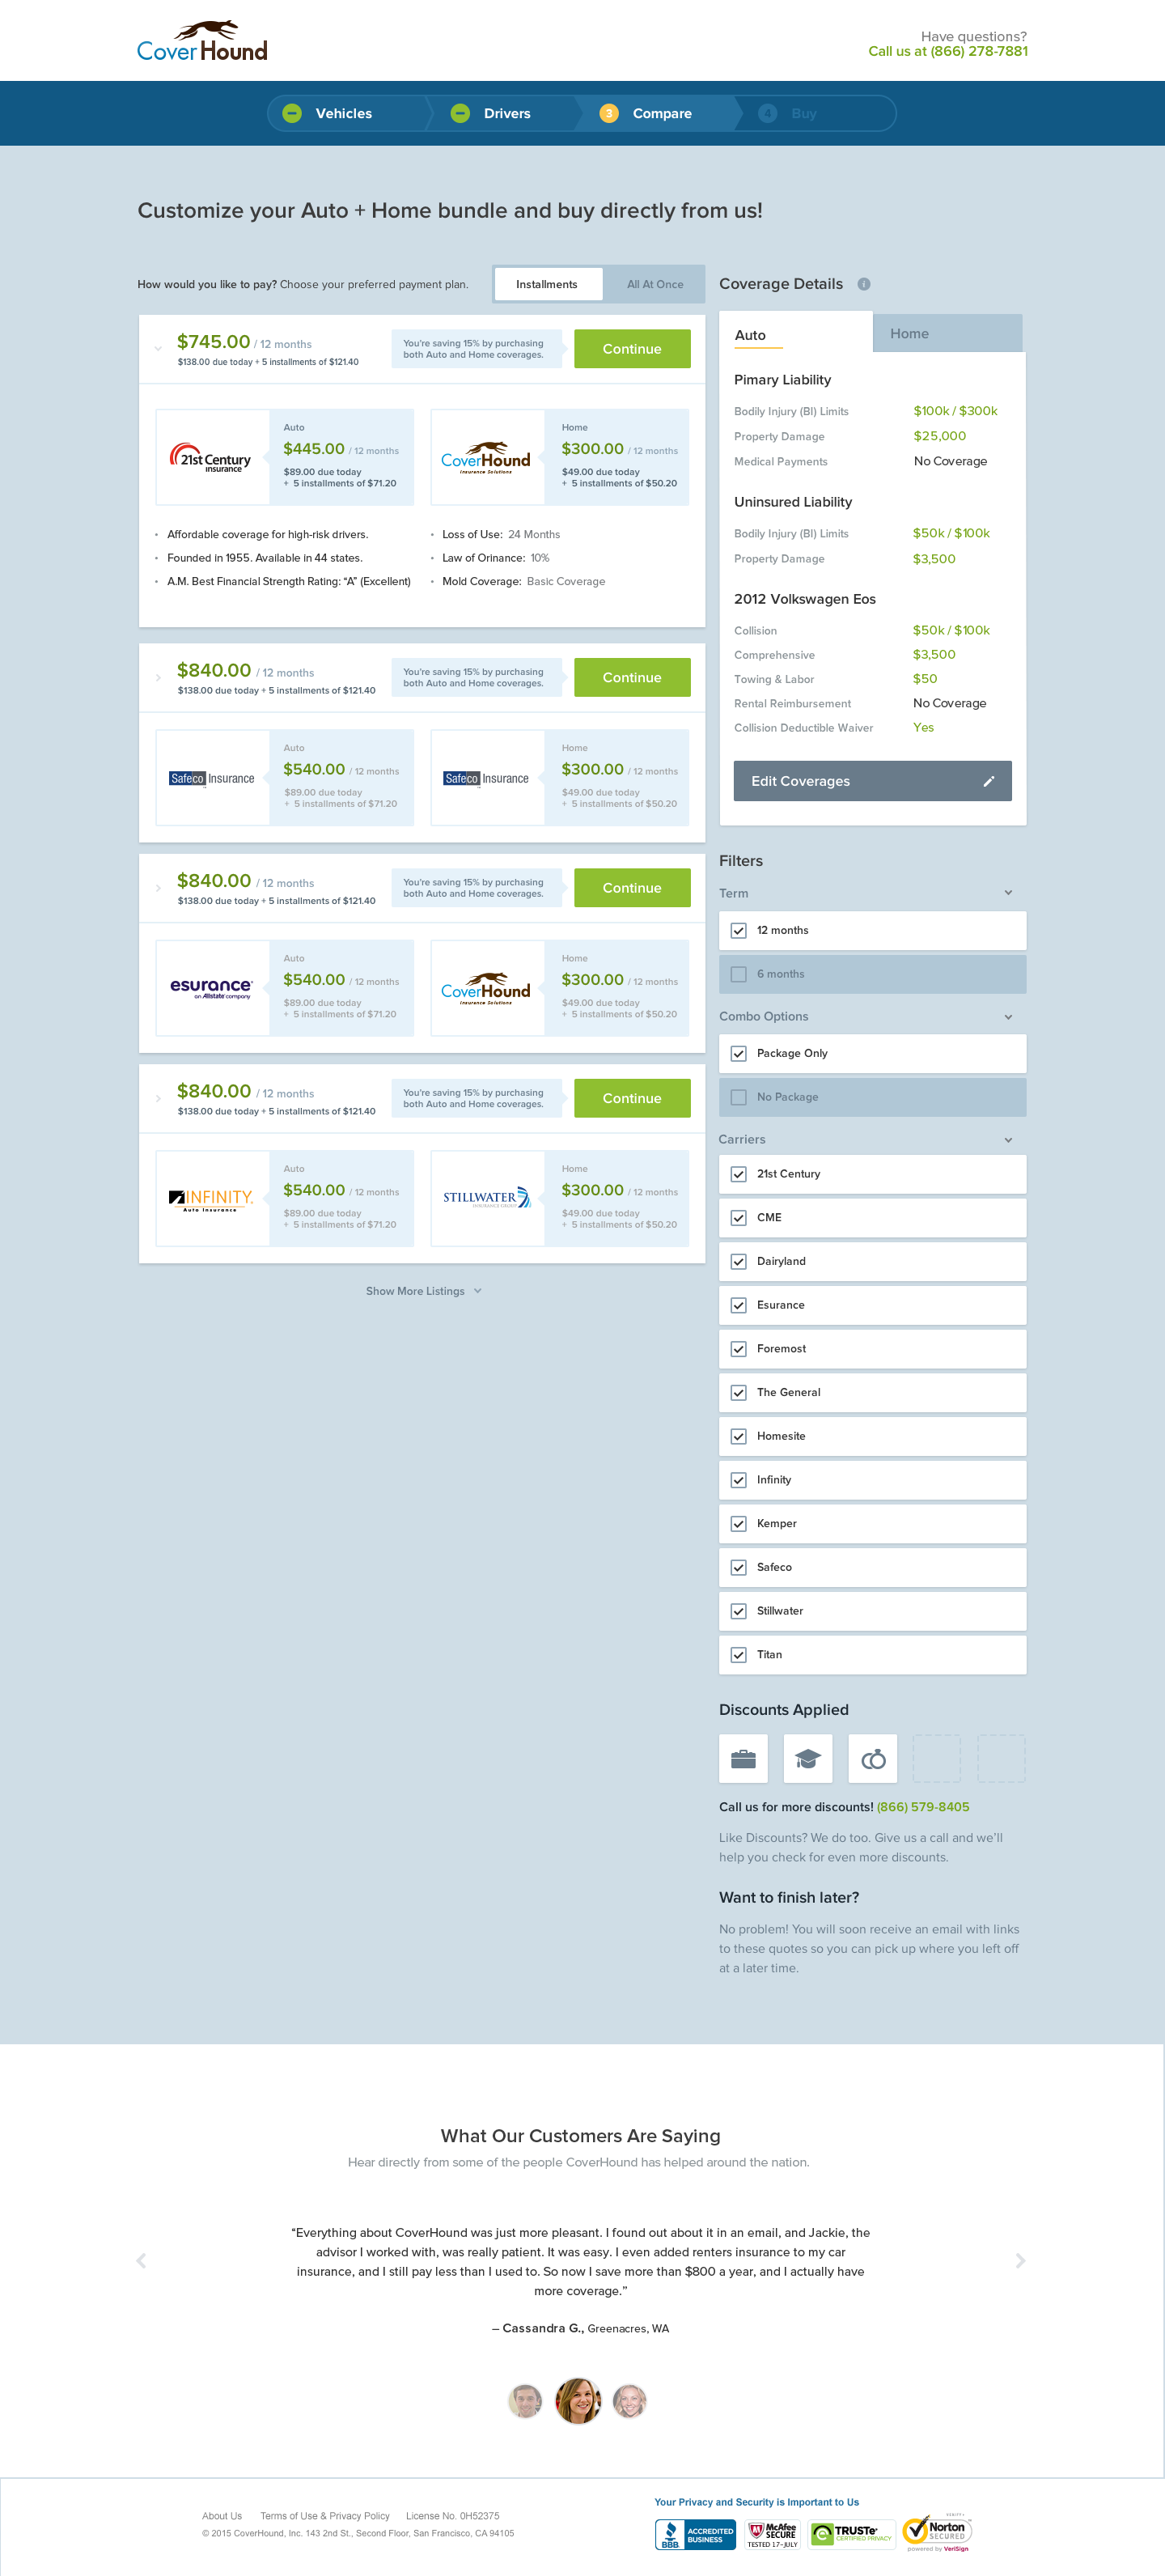 CoverHound
Have questions?
Call us at (866) 278-7881
Vehicles
Drivers
3 Compare
4 Buy
Customize your Auto + Home bundle and buy directly from us!
How would you like to pay? Choose your preferred payment plan.
Installments
All At Once
$745.00 / 12 months
$138.00 due today + 5 installments of $121.40
You're saving 15% by purchasing
both Auto and Home coverages.
Continue
21st Century
insurance
Auto
$445.00 / 12 months
$89.00 due today
+ 5 installments of $71.20
CoverHound
Insurance Solutions
Home
$300.00 / 12 months
$49.00 due today
+ 5 installments of $50.20
• Affordable coverage for high-risk drivers.
• Founded in 1955. Available in 44 states.
• A.M. Best Financial Strength Rating: “A” (Excellent)
• Loss of Use: 24 Months
• Law of Orinance: 10%
• Mold Coverage: Basic Coverage
$840.00 / 12 months
$138.00 due today + 5 installments of $121.40
You're saving 15% by purchasing
both Auto and Home coverages.
Continue
Safeco Insurance
Auto
$540.00 / 12 months
$89.00 due today
+ 5 installments of $71.20
Safeco Insurance
Home
$300.00 / 12 months
$49.00 due today
+ 5 installments of $50.20
$840.00 / 12 months
$138.00 due today + 5 installments of $121.40
You're saving 15% by purchasing
both Auto and Home coverages.
Continue
esurance
an Allstate company
Auto
$540.00 / 12 months
$89.00 due today
+ 5 installments of $71.20
CoverHound
Insurance Solutions
Home
$300.00 / 12 months
$49.00 due today
+ 5 installments of $50.20
$840.00 / 12 months
$138.00 due today + 5 installments of $121.40
You're saving 15% by purchasing
both Auto and Home coverages.
Continue
INFINITY
Auto Insurance
Auto
$540.00 / 12 months
$89.00 due today
+ 5 installments of $71.20
STILLWATER
INSURANCE GROUP
Home
$300.00 / 12 months
$49.00 due today
+ 5 installments of $50.20
Show More Listings
Coverage Details i
Auto
Home
Pimary Liability
Bodily Injury (BI) Limits $100k / $300k
Property Damage $25,000
Medical Payments No Coverage
Uninsured Liability
Bodily Injury (BI) Limits $50k / $100k
Property Damage $3,500
2012 Volkswagen Eos
Collision $50k / $100k
Comprehensive $3,500
Towing & Labor $50
Rental Reimbursement No Coverage
Collision Deductible Waiver Yes
Edit Coverages
Filters
Term
12 months
6 months
Combo Options
Package Only
No Package
Carriers
21st Century
CME
Dairyland
Esurance
Foremost
The General
Homesite
Infinity
Kemper
Safeco
Stillwater
Titan
Discounts Applied
Call us for more discounts! (866) 579-8405
Like Discounts? We do too. Give us a call and we’ll
help you check for even more discounts.
Want to finish later?
No problem! You will soon receive an email with links
to these quotes so you can pick up where you left off
at a later time.
What Our Customers Are Saying
Hear directly from some of the people CoverHound has helped around the nation.
“Everything about CoverHound was just more pleasant. I found out about it in an email, and Jackie, the
advisor I worked with, was really patient. It was easy. I even added renters insurance to my car
insurance, and I still pay less than I used to. So now I save more than $800 a year, and I actually have
more coverage.”
– Cassandra G., Greenacres, WA
About Us Terms of Use & Privacy Policy License No. 0H52375
© 2015 CoverHound, Inc. 143 2nd St., Second Floor, San Francisco, CA 94105
Your Privacy and Security is Important to Us
BBB.
ACCREDITED
BUSINESS
McAfee
SECURE
TESTED 17-JULY
TRUSTe
CERTIFIED PRIVACY
VERIFY
Norton
SECURED
powered by VeriSign